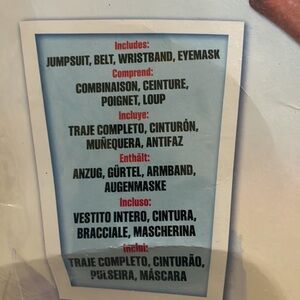 Includes:
JUMPSUIT, BELT, WRISTBAND, EYEMASK
Comprend:
COMBINAISON, CEINTURE,
POIGNET, LOUP
Incluye:
TRAJE COMPLETO, CINTURÓN,
MUÑEQUERA, ANTIFAZ
Enthält:
ANZUG, GÜRTEL, ARMBAND,
AUGENMASKE
Incluso:
VESTITO INTERO, CINTURA,
BRACCIALE, MASCHERINA
Inclui:
TRAJE COMPLETO, CINTURÃO,
PULSEIRA, MÁSCARA